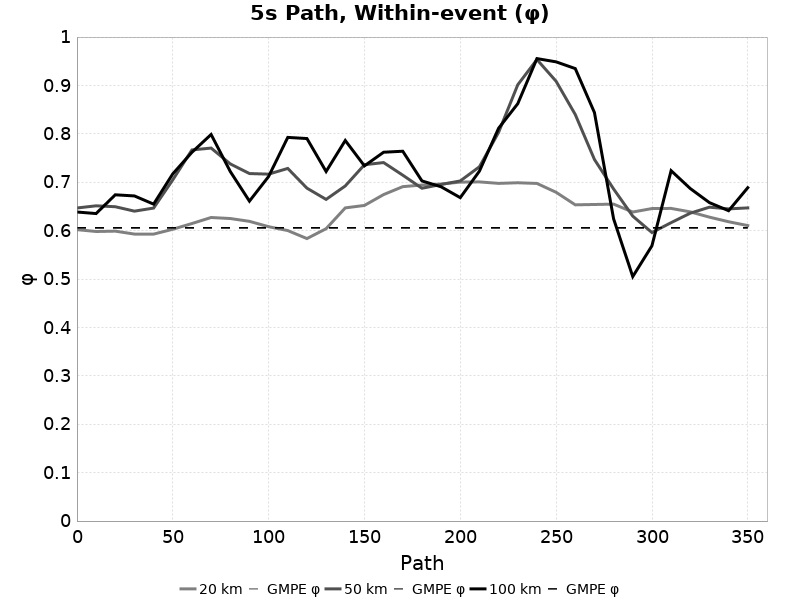 5s Path, Within-event (φ)
1
0.9
0.8
0.7
0.6
0.5
0.4
0.3
0.2
0.1
0
φ
0 50 100 150 200 250 300 350
Path
20 km GMPE φ 50 km GMPE φ 100 km GMPE φ